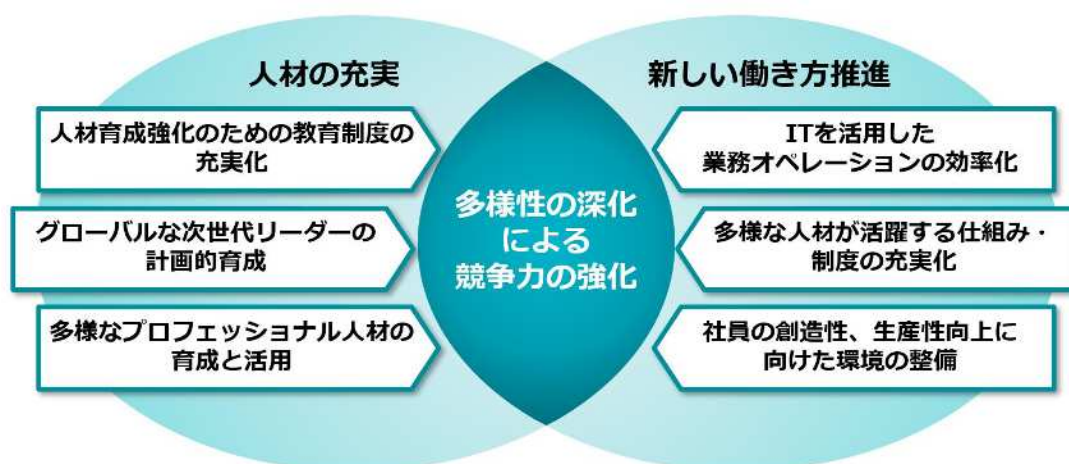 人材の充実
人材育成強化のための教育制度の
充実化
グローバルな次世代リーダーの
計画的育成
多様なプロフェッショナル人材の
育成と活用
多様性の深化
による
競争力の強化
新しい働き方推進
ITを活用した
業務オペレーションの効率化
多様な人材が活躍する仕組み・
制度の充実化
社員の創造性、生産性向上に
向けた環境の整備